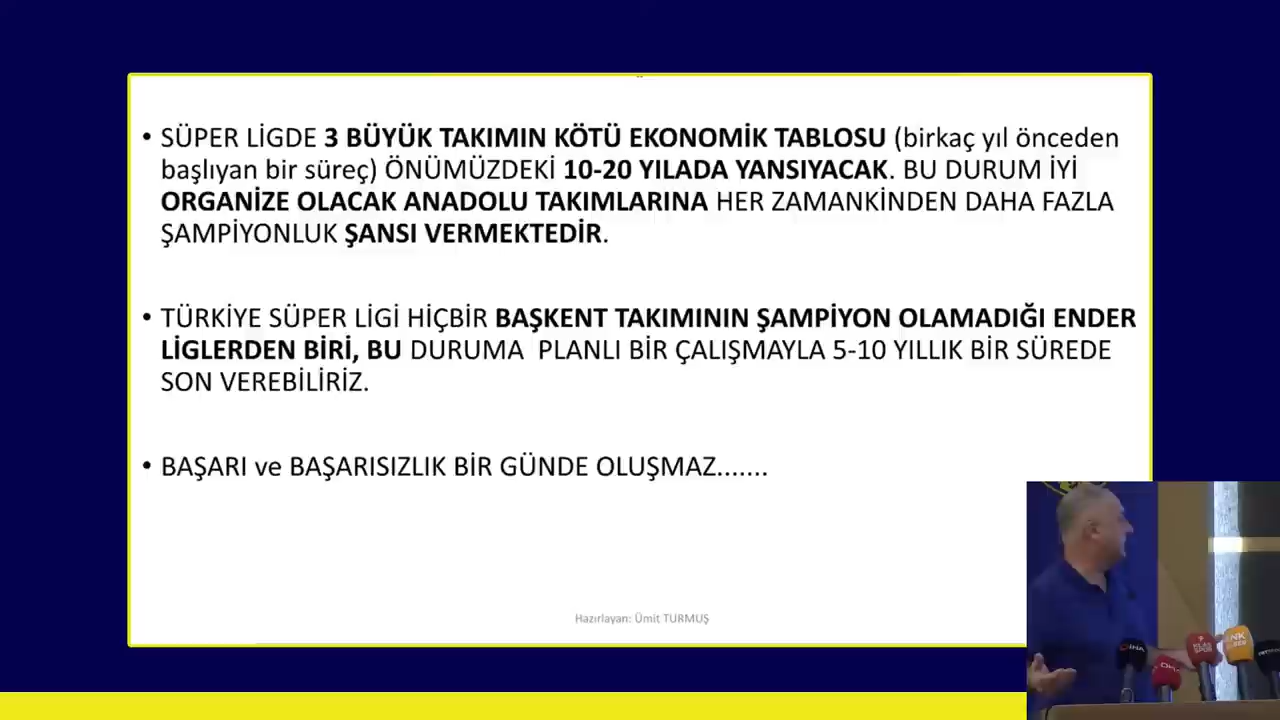 • SÜPER LİGDE 3 BÜYÜK TAKIMIN KÖTÜ EKONOMİK TABLOSU (birkaç yıl önceden
başlıyan bir süreç) ÖNÜMÜZDEKİ 10-20 YILADA YANSIYACAK. BU DURUM İYİ
ORGANİZE OLACAK ANADOLU TAKIMLARINA HER ZAMANKİNDEN DAHA FAZLA
ŞAMPİYONLUK ŞANSI VERMEKTEDİR.
• TÜRKİYE SÜPER LİGİ HİÇBİR BAŞKENT TAKIMININ ŞAMPİYON OLAMADIĞI ENDER
LİGLERDEN BİRİ, BU DURUMA  PLANLI BİR ÇALIŞMAYLA 5-10 YILLIK BİR SÜREDE
SON VEREBİLİRİZ.
• BAŞARI ve BAŞARISIZLIK BİR GÜNDE OLUŞMAZ.......
Hazırlayan: Ümit TURMUŞ